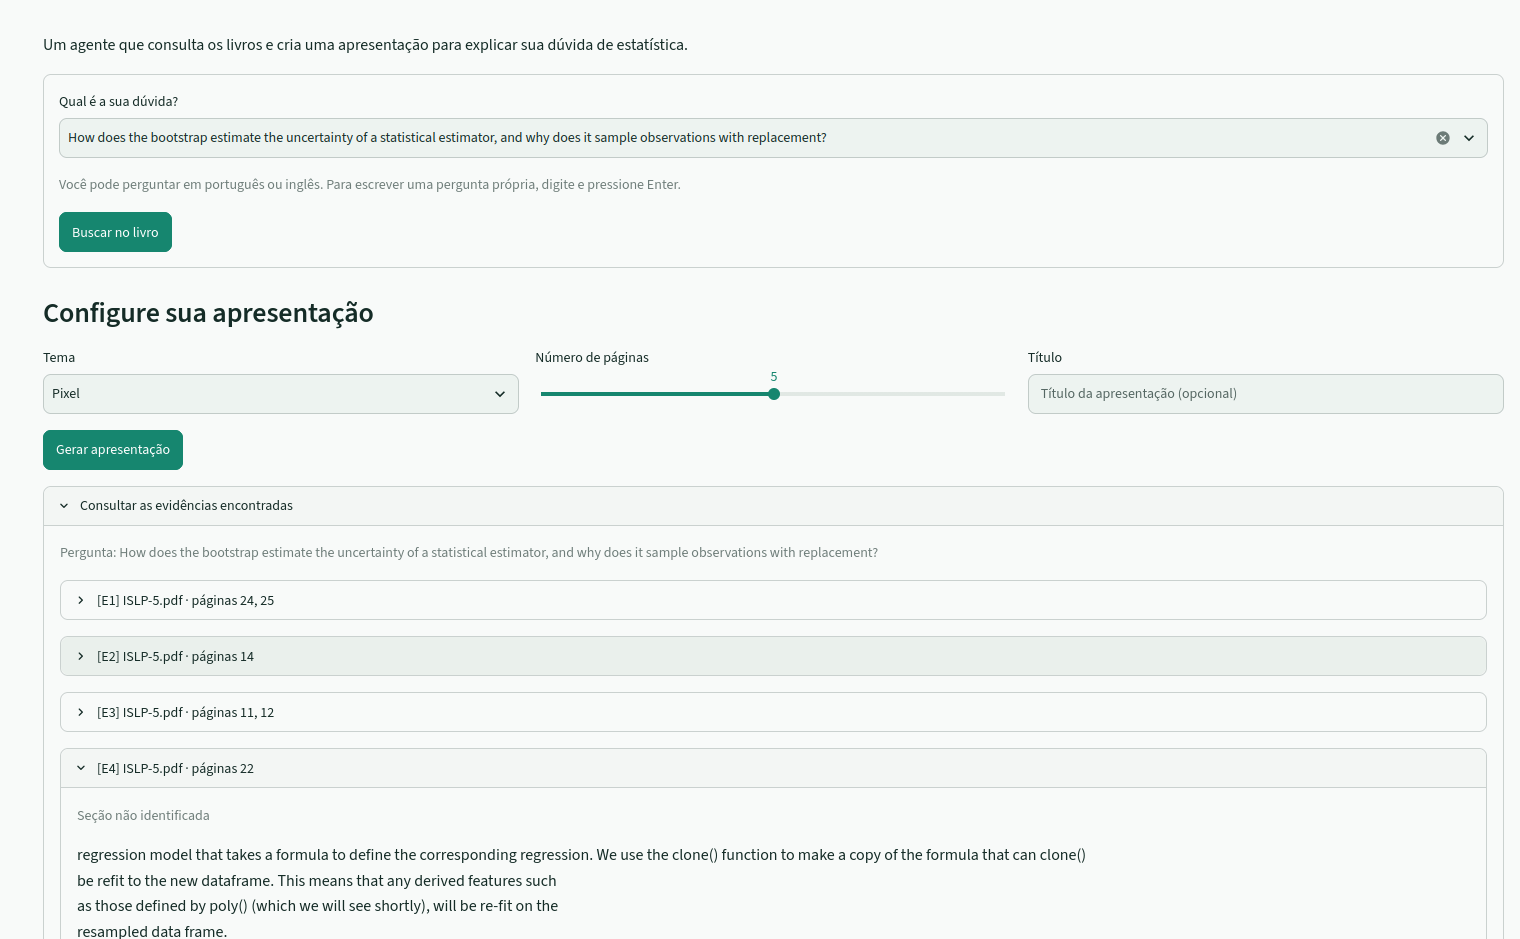 Um agente que consulta os livros e cria uma apresentação para explicar sua dúvida de estatística.
Qual é a sua dúvida?
How does the bootstrap estimate the uncertainty of a statistical estimator, and why does it sample observations with replacement?
Você pode perguntar em português ou inglês. Para escrever uma pergunta própria, digite e pressione Enter.
Buscar no livro
Configure sua apresentação
Tema
Número de páginas
Título
5
Pixel
Título da apresentação (opcional)
Gerar apresentação
Consultar as evidências encontradas
Pergunta: How does the bootstrap estimate the uncertainty of a statistical estimator, and why does it sample observations with replacement?
[E1] ISLP-5.pdf · páginas 24, 25
[E2] ISLP-5.pdf · páginas 14
[E3] ISLP-5.pdf · páginas 11, 12
[E4] ISLP-5.pdf · páginas 22
Seção não identificada
regression model that takes a formula to define the corresponding regression. We use the clone() function to make a copy of the formula that can clone()
be refit to the new dataframe. This means that any derived features such
as those defined by poly() (which we will see shortly), will be re-fit on the
resampled data frame.